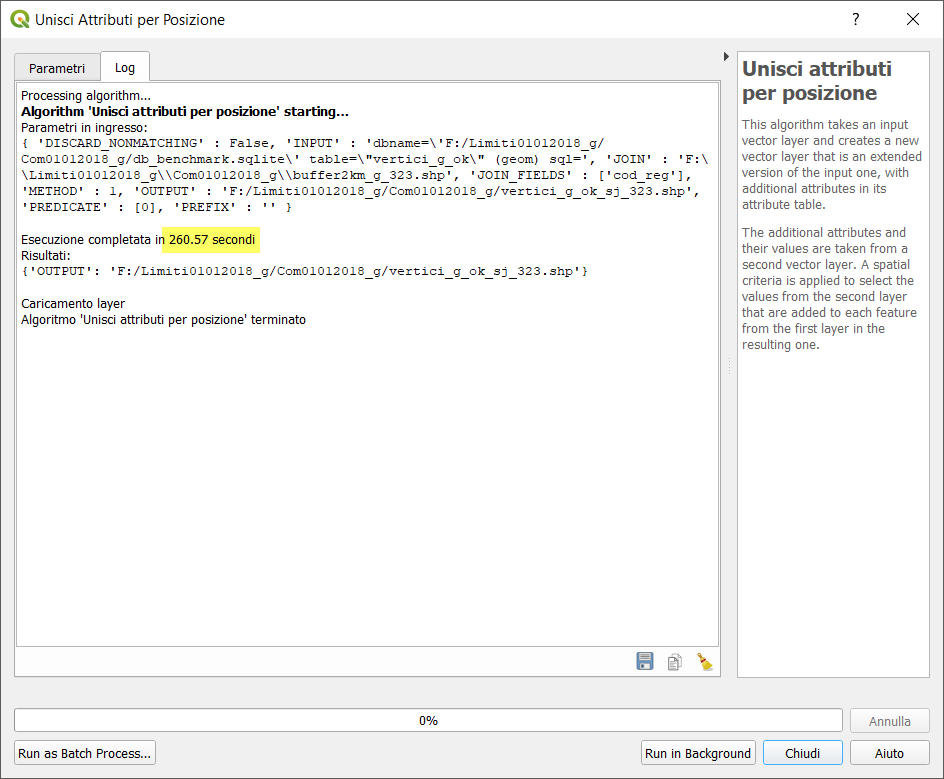 Unisci Attributi per Posizione
?
Parametri
Log
Processing algorithm...
Algorithm 'Unisci attributi per posizione' starting...
Parametri in ingresso:
{ 'DISCARD_NONMATCHING' : False, 'INPUT' : 'dbname=\'F:/Limiti01012018_g/
Com01012018_g/db_benchmark.sqlite\' table=\"vertici_g_ok\" (geom) sql=', 'JOIN' : 'F:\
\Limiti01012018_g\\Com01012018_g\\buffer2km_g_323.shp', 'JOIN_FIELDS' : ['cod_reg'],
'METHOD' : 1, 'OUTPUT' : 'F:/Limiti01012018_g/Com01012018_g/vertici_g_ok_sj_323.shp',
'PREDICATE' : [0], 'PREFIX' : '' }
Esecuzione completata in 260.57 secondi
Risultati:
{'OUTPUT': 'F:/Limiti01012018_g/Com01012018_g/vertici_g_ok_sj_323.shp'}
Caricamento layer
Algoritmo 'Unisci attributi per posizione' terminato
Unisci attributi
per posizione
This algorithm takes an input
vector layer and creates a new
vector layer that is an extended
version of the input one, with
additional attributes in its
attribute table.
The additional attributes and
their values are taken from a
second vector layer. A spatial
criteria is applied to select the
values from the second layer
that are added to each feature
from the first layer in the
resulting one.
0%
Annulla
Run as Batch Process...
Run in Background
Chiudi
Aiuto